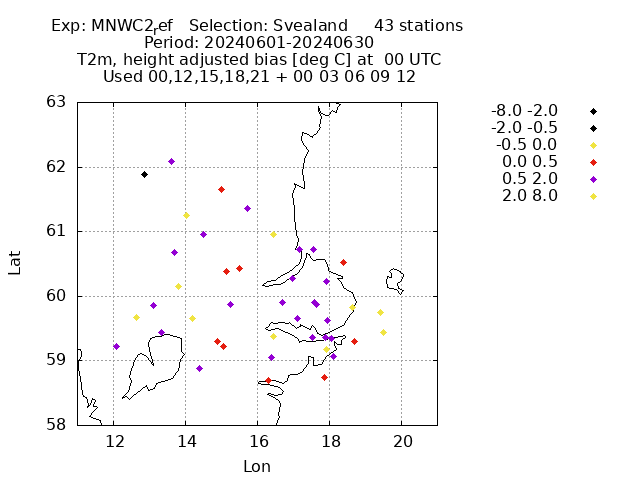 Exp: MNWC2ref   Selection: Svealand     43 stations
Period: 20240601-20240630
T2m, height adjusted bias [deg C] at  00 UTC
Used 00,12,15,18,21 + 00 03 06 09 12
63
62
61
60
59
58
12 14 16 18 20
Lat
Lon
-8.0 -2.0
-2.0 -0.5
-0.5 0.0
0.0 0.5
0.5 2.0
2.0 8.0